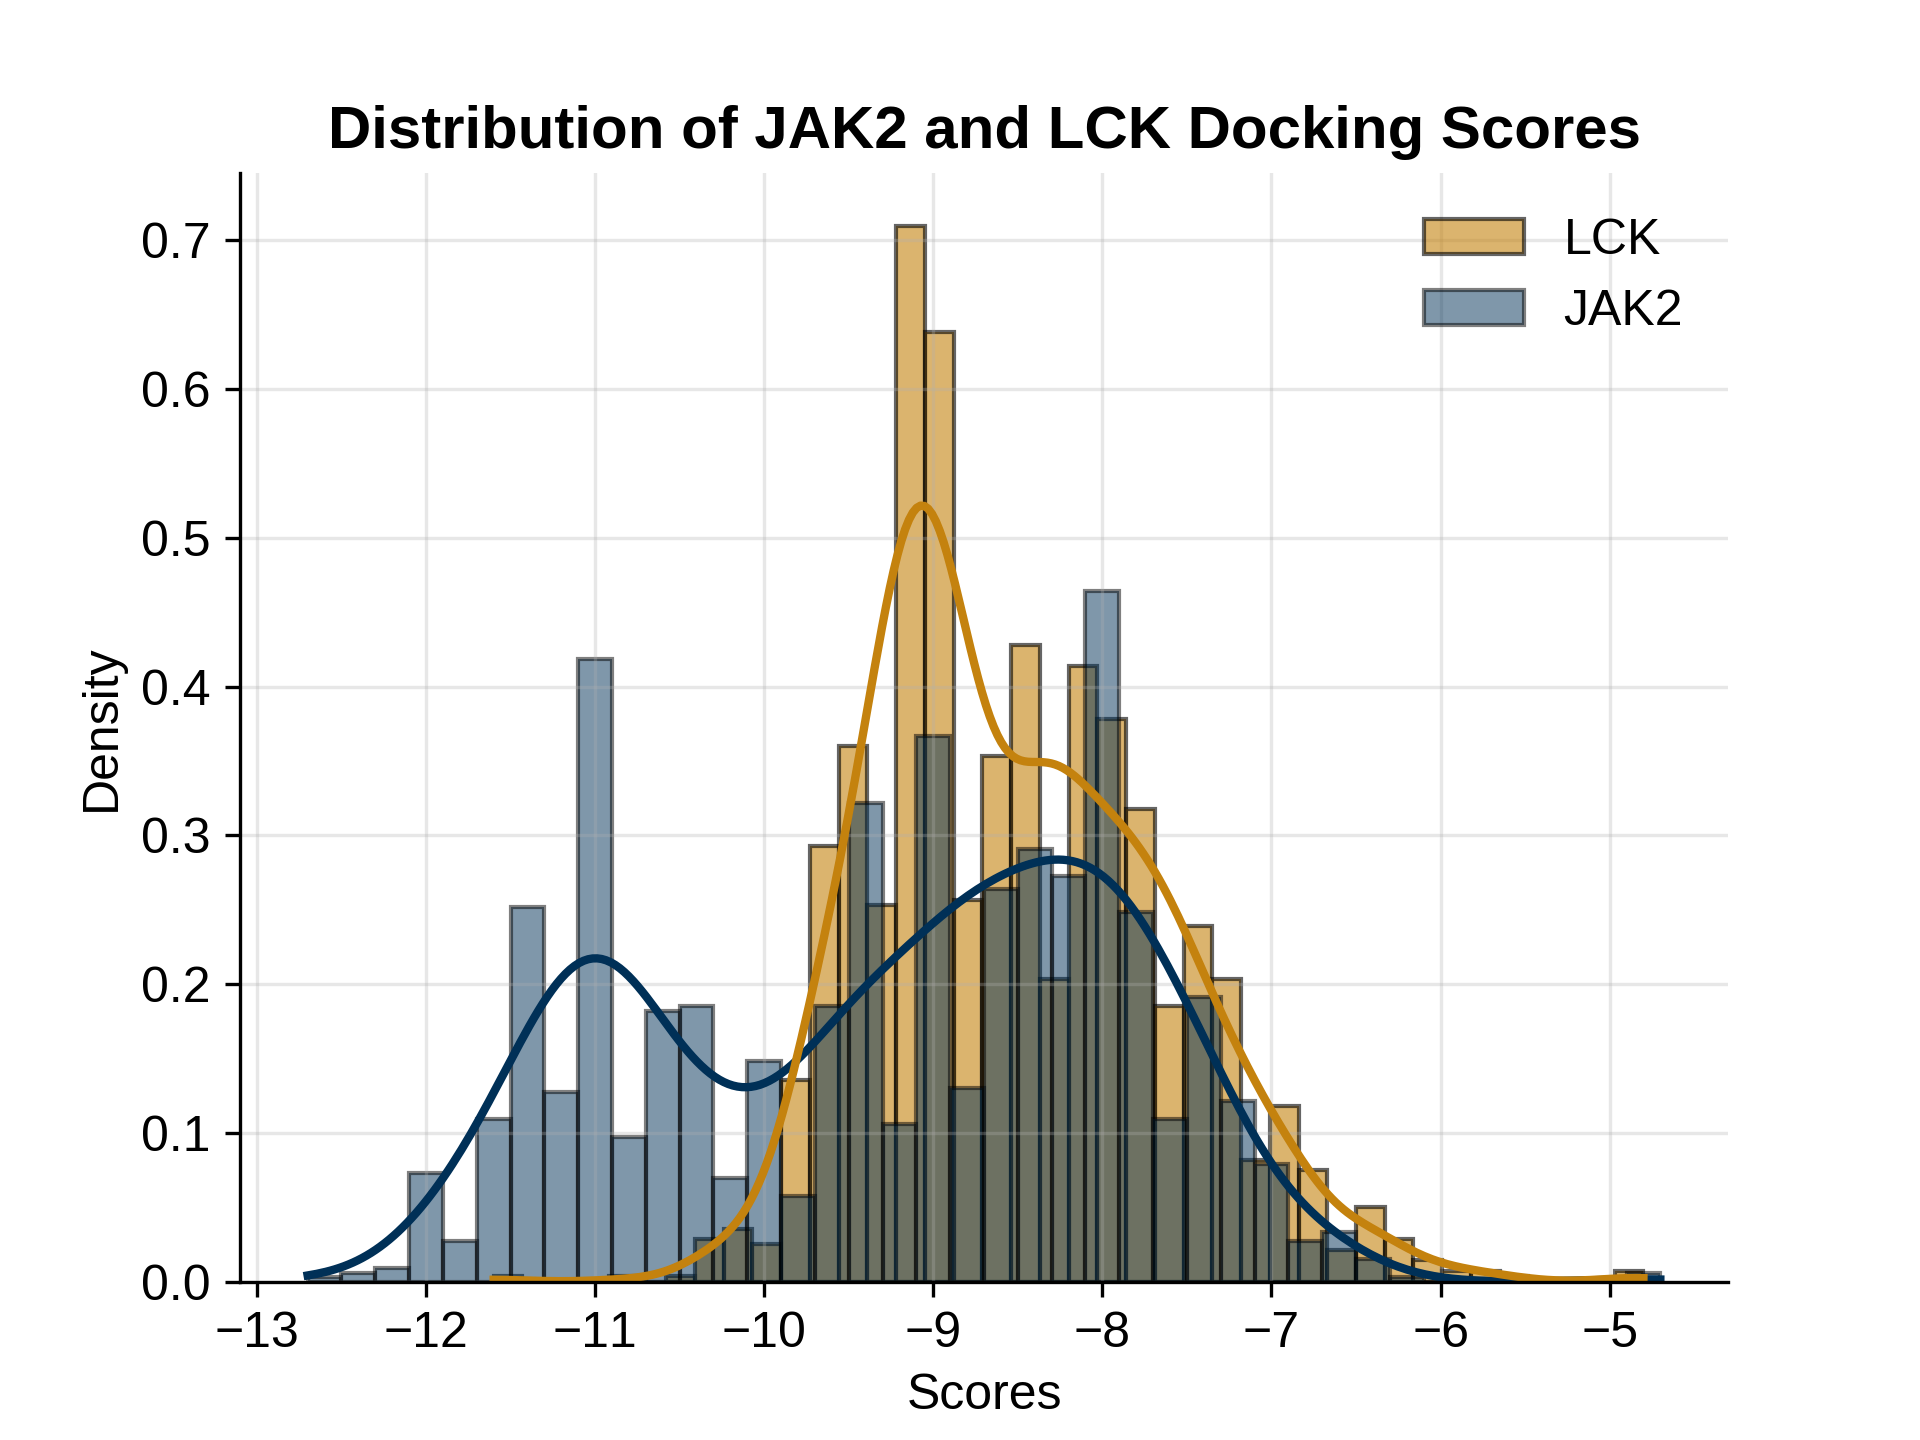 Distribution of JAK2 and LCK Docking Scores
LCK
JAK2
0.7
0.6
0.5
0.4
0.3
0.2
0.1
0.0
Density
−13 −12 −11 −10 −9 −8 −7 −6 −5
Scores